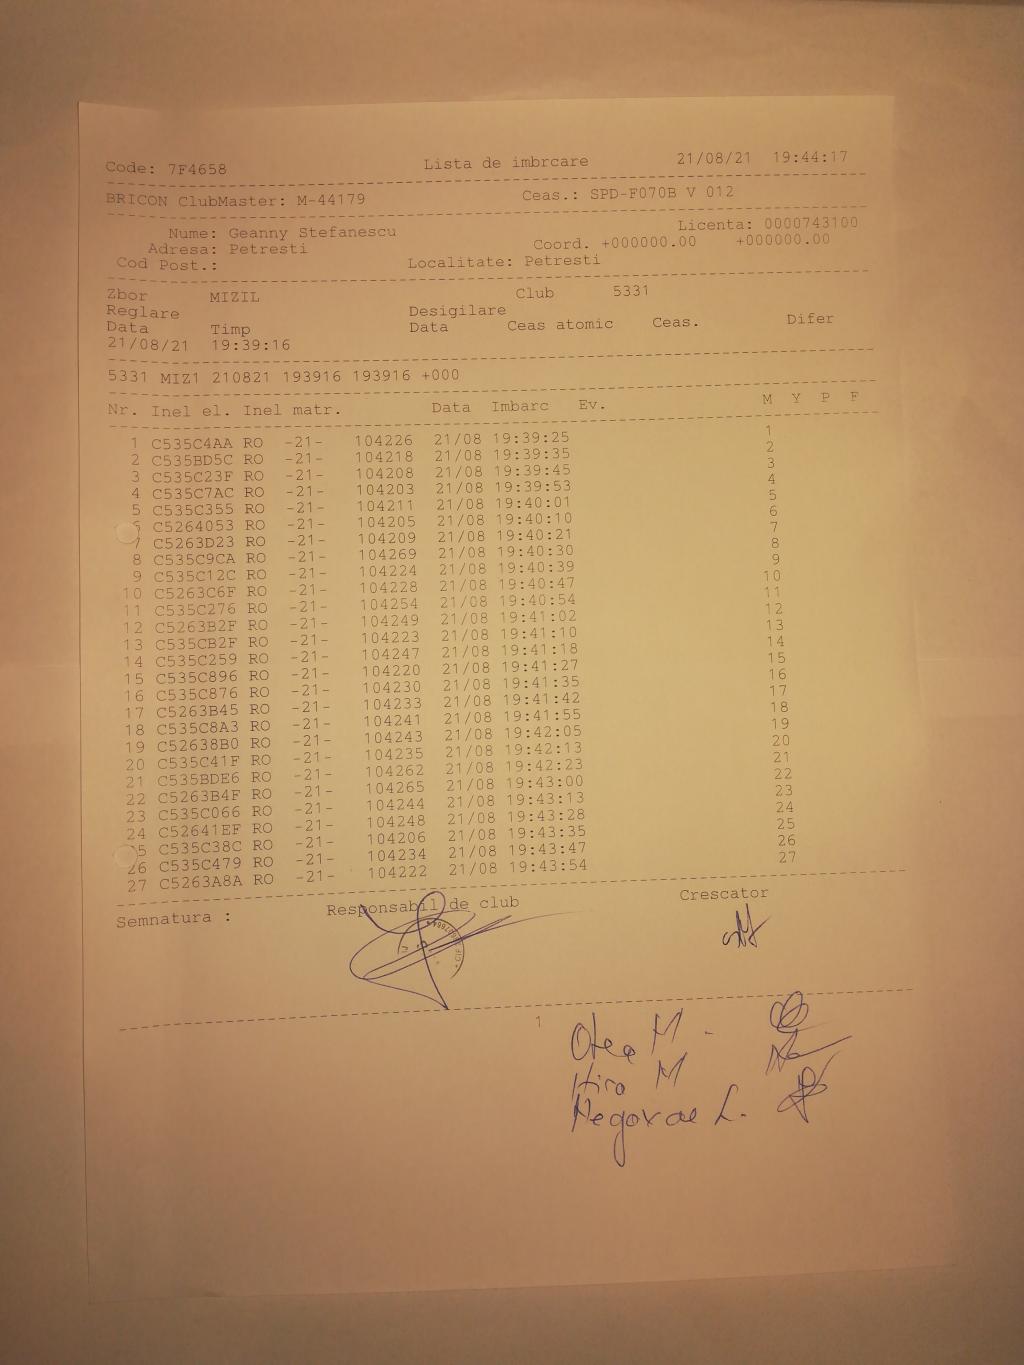 Code: 7F4658 Lista de imbrcare 21/08/21 19:44:17
BRICON ClubMaster: M-44179 Ceas.: SPD-F070B V 012
Nume: Geanny Stefanescu Licenta: 0000743100
Adresa: Petresti Coord. +000000.00 +000000.00
Cod Post.: Localitate: Petresti
Zbor MIZIL Club 5331
Reglare Desigilare
Data Timp Data Ceas atomic Ceas. Difer
21/08/21 19:39:16
5331 MIZ1 210821 193916 193916 +000
Nr. Inel el. Inel matr. Data Imbarc Ev. M Y P F
1 C535C4AA RO -21- 104226 21/08 19:39:25 1
2 C535BD5C RO -21- 104218 21/08 19:39:35 2
3 C535C23F RO -21- 104208 21/08 19:39:45 3
4 C535C7AC RO -21- 104203 21/08 19:39:53 4
5 C535C355 RO -21- 104211 21/08 19:40:01 5
6 C5264053 RO -21- 104205 21/08 19:40:10 6
7 C5263D23 RO -21- 104209 21/08 19:40:21 7
8 C535C9CA RO -21- 104269 21/08 19:40:30 8
9 C535C12C RO -21- 104224 21/08 19:40:39 9
10 C5263C6F RO -21- 104228 21/08 19:40:47 10
11 C535C276 RO -21- 104254 21/08 19:40:54 11
12 C5263B2F RO -21- 104249 21/08 19:41:02 12
13 C535CB2F RO -21- 104223 21/08 19:41:10 13
14 C535C259 RO -21- 104247 21/08 19:41:18 14
15 C535C896 RO -21- 104220 21/08 19:41:27 15
16 C535C876 RO -21- 104230 21/08 19:41:35 16
17 C5263B45 RO -21- 104233 21/08 19:41:42 17
18 C535C8A3 RO -21- 104241 21/08 19:41:55 18
19 C52638B0 RO -21- 104243 21/08 19:42:05 19
20 C535C41F RO -21- 104235 21/08 19:42:13 20
21 C535BDE6 RO -21- 104262 21/08 19:42:23 21
22 C5263B4F RO -21- 104265 21/08 19:43:00 22
23 C535C066 RO -21- 104244 21/08 19:43:13 23
24 C52641EF RO -21- 104248 21/08 19:43:28 24
25 C535C38C RO -21- 104206 21/08 19:43:35 25
26 C535C479 RO -21- 104234 21/08 19:43:47 26
27 C5263A8A RO -21- 104222 21/08 19:43:54 27
Semnatura : Responsabil de club Crescator
1
M -
M
L.